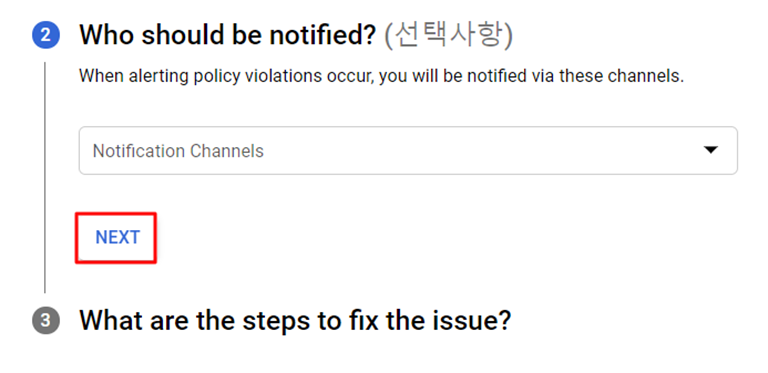 2 Who should be notified? (선택사항)
When alerting policy violations occur, you will be notified via these channels.
Notification Channels
NEXT
3 What are the steps to fix the issue?